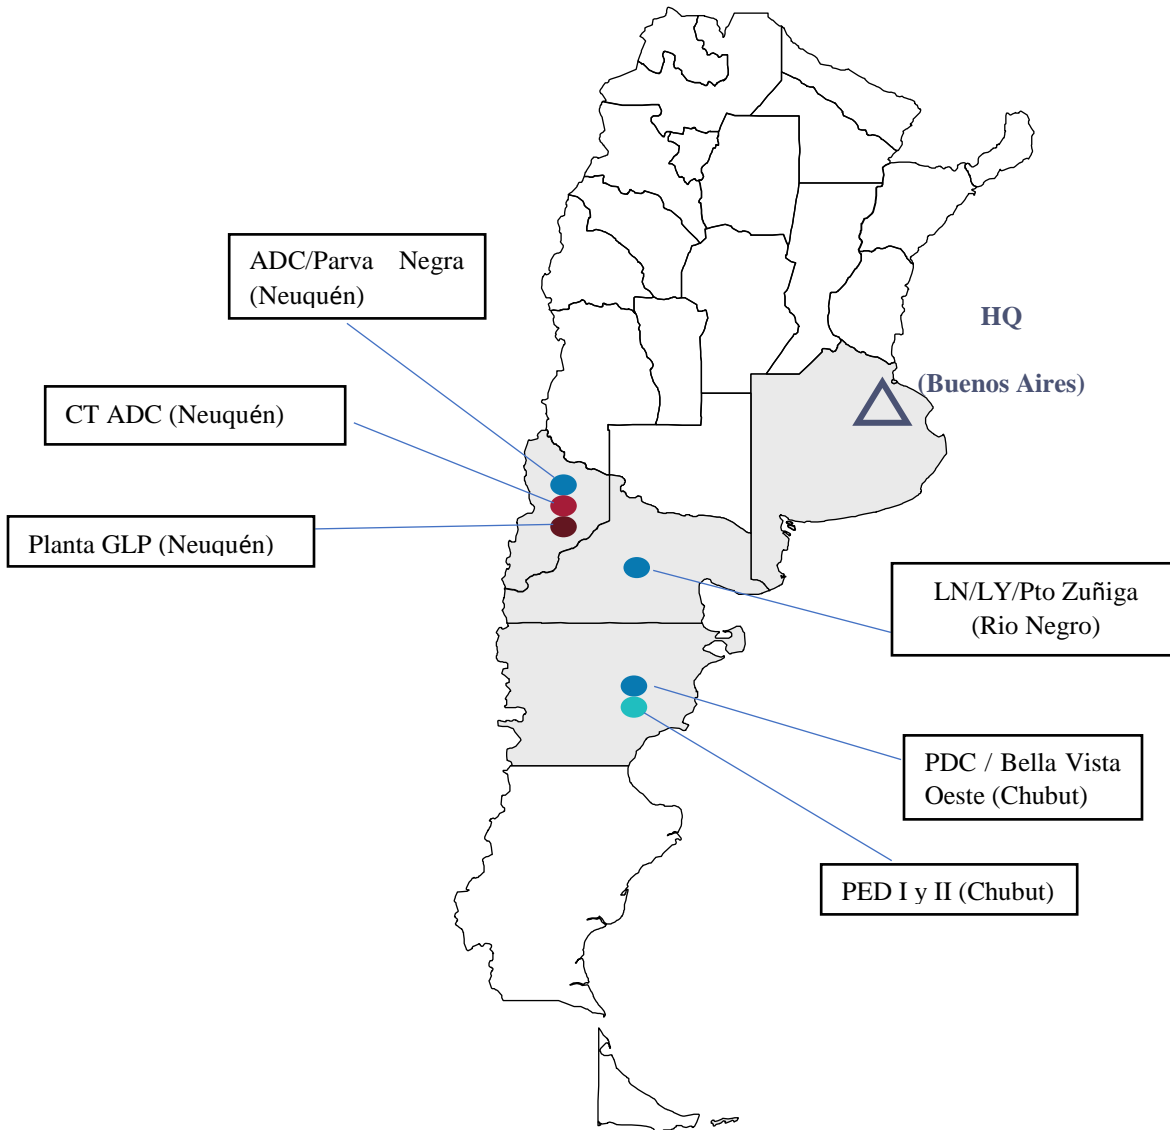 ADC/Parva Negra
(Neuquén)
HQ
(Buenos Aires)
CT ADC (Neuquén)
Planta GLP (Neuquén)
LN/LY/Pto Zuñiga
(Rio Negro)
PDC / Bella Vista
Oeste (Chubut)
PED I y II (Chubut)